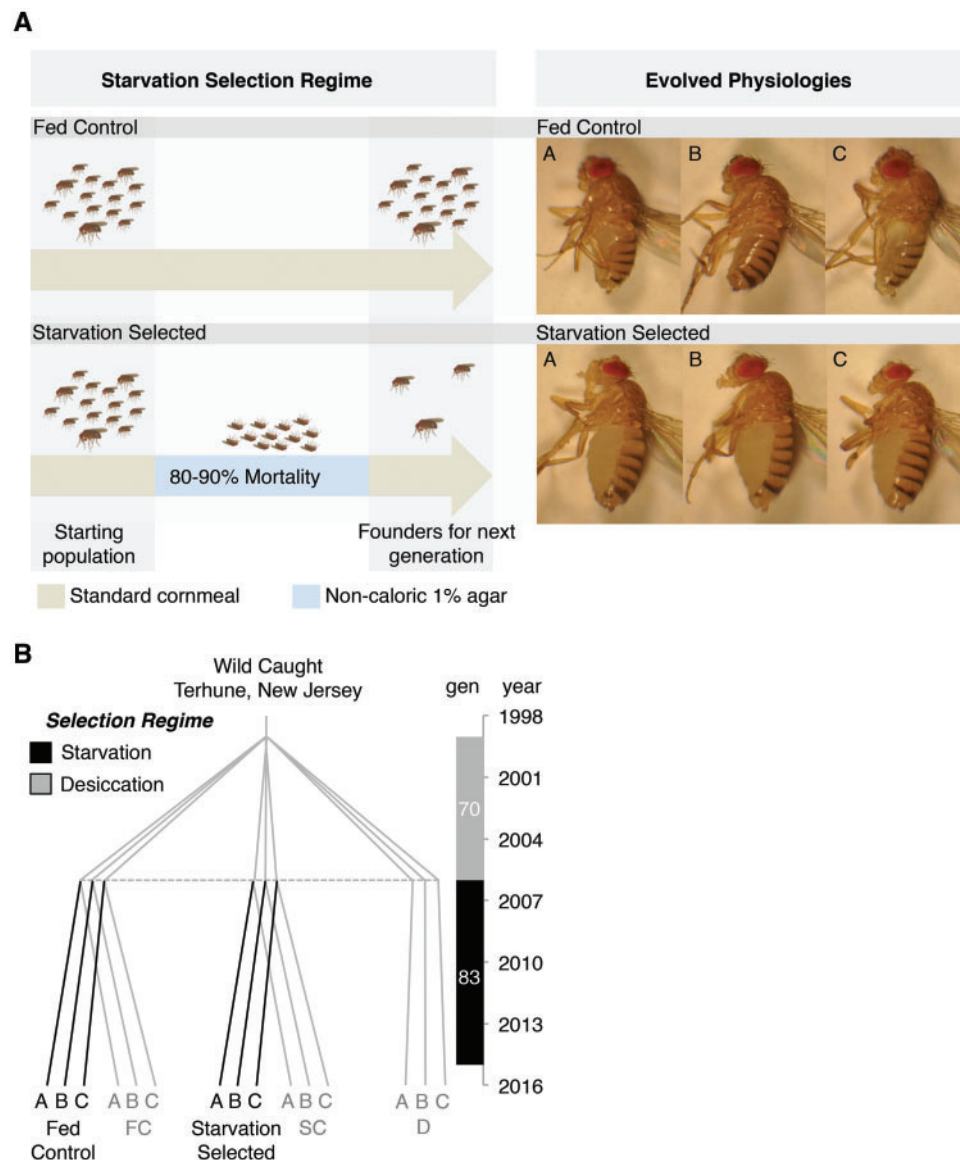 A
Starvation Selection Regime
Evolved Physiologies
Fed Control
Fed Control
A B C
Starvation Selected
Starvation Selected
A B C
80-90% Mortality
Starting
population
Founders for next
generation
Standard cornmeal
Non-caloric 1% agar
B
Wild Caught
Terhune, New Jersey
gen year
Selection Regime
Starvation
Desiccation
1998
2001
70
2004
2007
83
2010
2013
2016
A B C A B C A B C A B C A B C
Fed
Control
FC
Starvation
Selected
SC
D